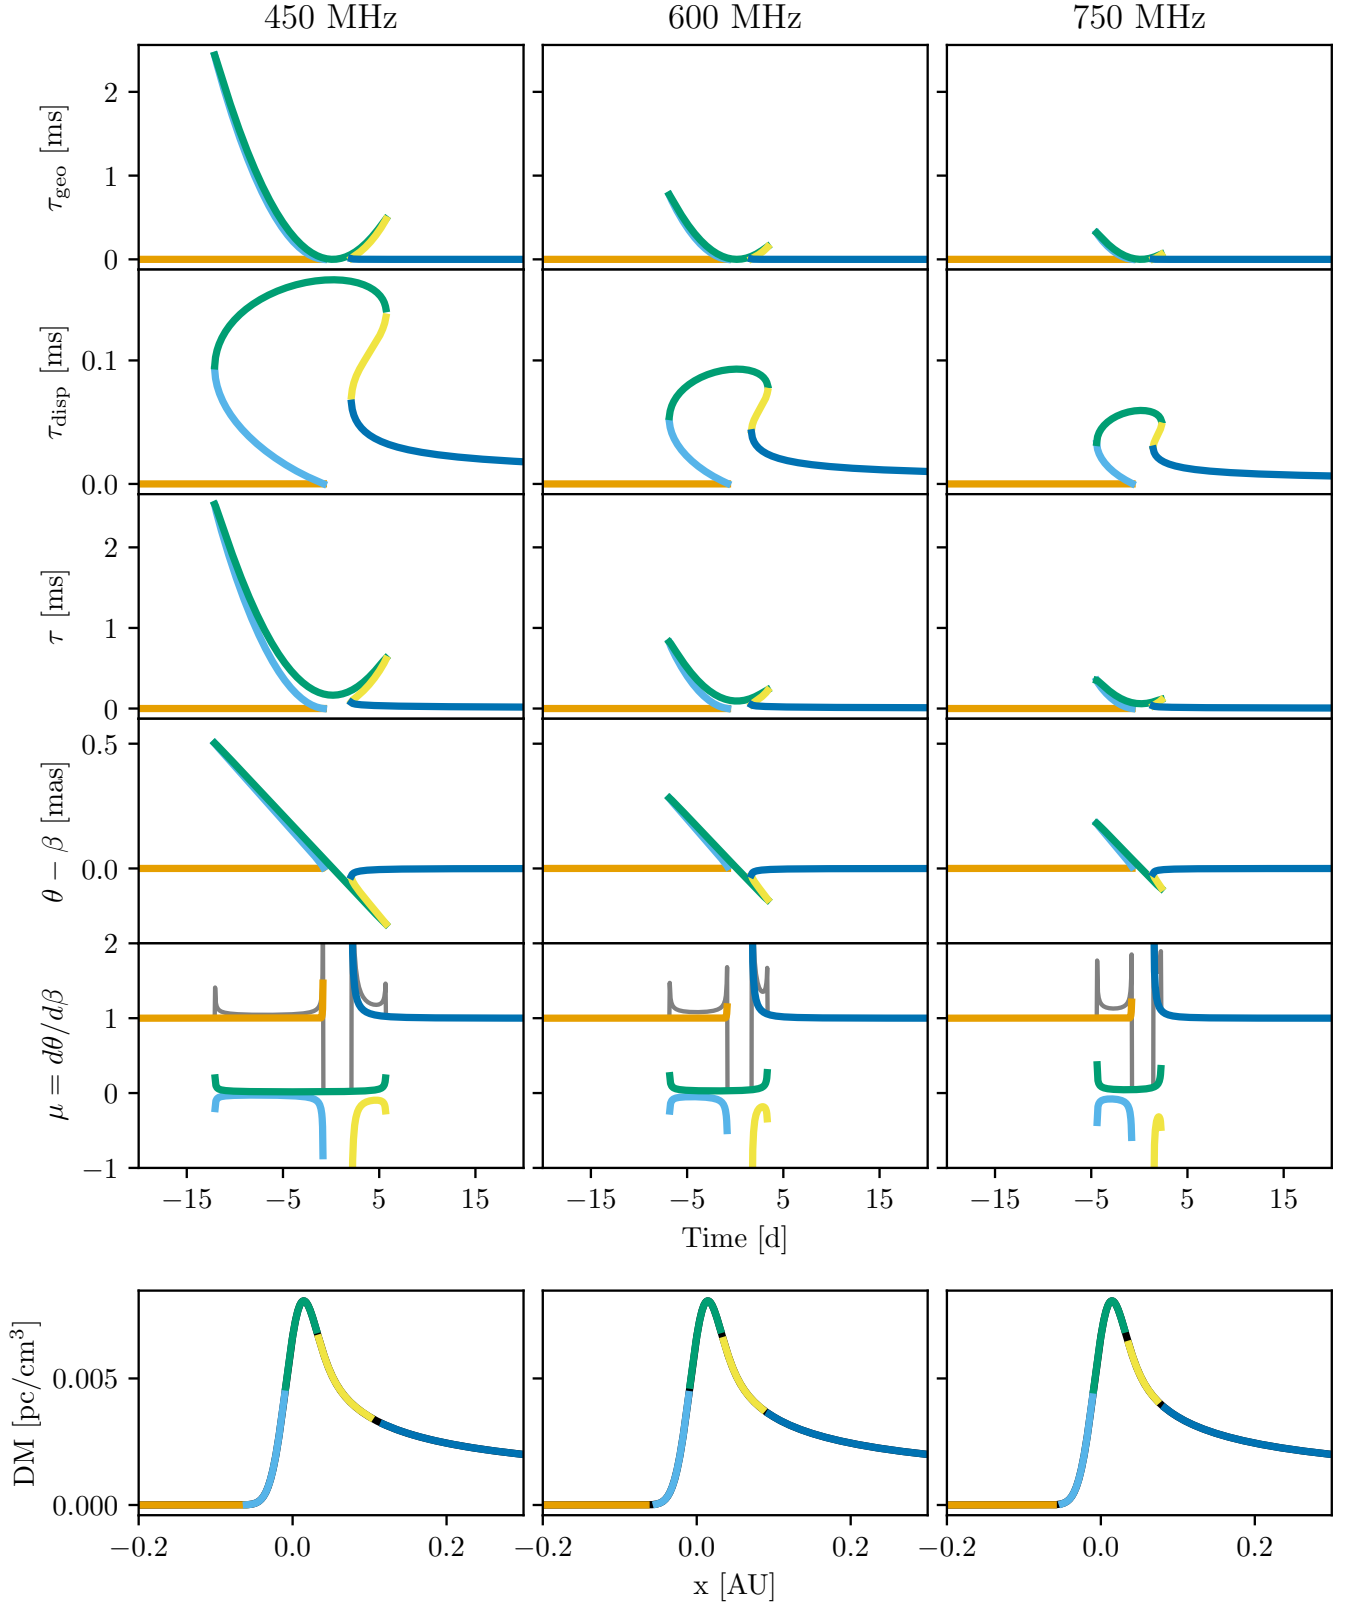 450 MHz 600 MHz 750 MHz
τgeo [ms]
2
1
0
τdisp [ms]
0.1
0.0
τ [ms]
2
1
0
θ − β [mas]
0.5
0.0
μ = dθ/dβ
2
1
0
−1
−15 −5 5 15 −15 −5 5 15 −15 −5 5 15
Time [d]
DM [pc/cm³]
0.005
0.000
−0.2 0.0 0.2 −0.2 0.0 0.2 −0.2 0.0 0.2
x [AU]